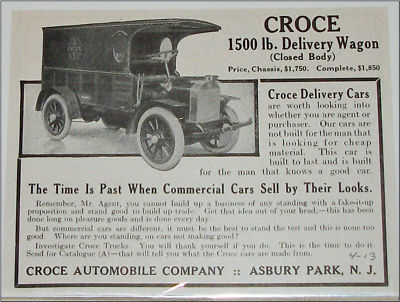 CROCE
1500 lb. Delivery Wagon
(Closed Body)
Price, Chassis, $1,750. Complete, $1,850
Croce Delivery Cars
are worth looking into
whether you are agent or
purchaser. Our cars are
not built for the man that
is looking for cheap
material. This car is
built to last and is built
for the man that knows a good car.
The Time Is Past When Commercial Cars Sell by Their Looks.
Remember, Mr. Agent, you cannot build up a business of any standing with a fake-it-up
proposition and stand good to build up trade. Get that idea out of your head,—this has been
done long on pleasure goods and is done every day.
But commercial cars are different, it must be the best to stand the test and this is none too
good? Where are you standing, on cars not making good?
Investigate Croce Trucks. You will thank yourself if you do. This is the time to do it.
Send for Catalogue (A)—that will tell you what the Croce cars are made from.
4-13
CROCE AUTOMOBILE COMPANY :: ASBURY PARK, N. J.